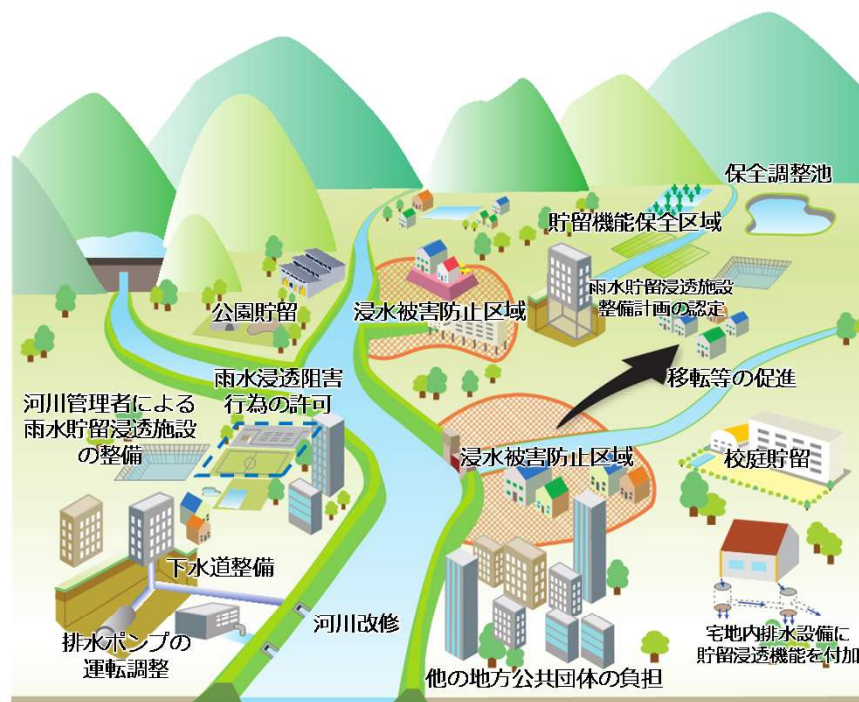 保全調整池
貯留機能保全区域
雨水貯留浸透施設
整備計画の認定
公園貯留
浸水被害防止区域
移転等の促進
雨水浸透阻害
行為の許可
河川管理者による
雨水貯留浸透施設
の整備
浸水被害防止区域
校庭貯留
下水道整備
河川改修
排水ポンプの
運転調整
宅地内排水設備に
貯留浸透機能を付加
他の地方公共団体の負担